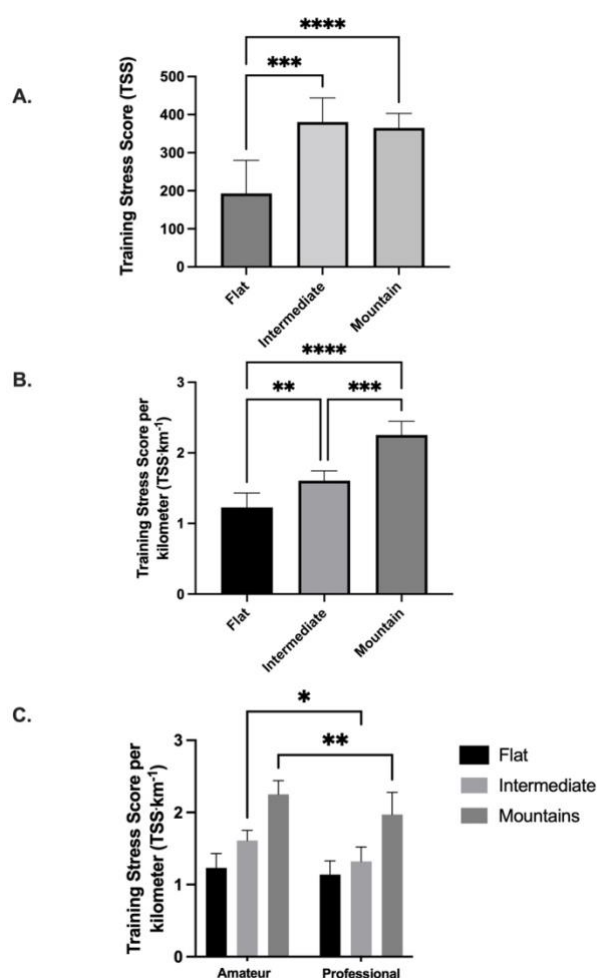 A.
Training Stress Score (TSS)
****
***
500
400
300
200
100
0
Flat
Intermediate
Mountain
B.
Training Stress Score per
kilometer (TSS·km-1)
****
**
***
3
2
1
0
Flat
Intermediate
Mountain
C.
Training Stress Score per
kilometer (TSS·km-1)
*
**
3
2
1
0
Amateur
Professional
Flat
Intermediate
Mountains